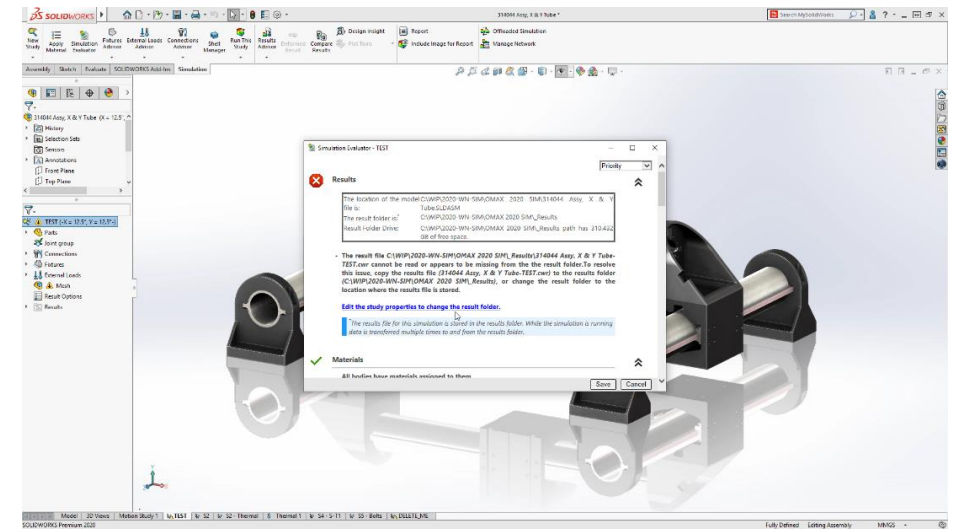 SOLIDWORKS
314044 Assy, X & Y Tube *
Search MySolidWorks
New Study
Apply Material
Simulation Evaluator
Fixtures Advisor
External Loads Advisor
Connections Advisor
Shell Manager
Run This Study
Results Advisor
Deformed Result
Compare Results
Design Insight
Plot Tools
Report
Include Image for Report
Offloaded Simulation
Manage Network
Assembly
Sketch
Evaluate
SOLIDWORKS Add-Ins
Simulation
314044 Assy, X & Y Tube (X = 12.5",
History
Selection Sets
Sensors
Annotations
Front Plane
Top Plane
TEST (-X = 12.5", Y = 12.5"-)
Parts
Joint group
Connections
Fixtures
External Loads
Mesh
Result Options
Results
Simulation Evaluator - TEST
Priority
Results
The location of the model file is: C:\WIP\2020-WN-SIM\OMAX 2020 SIM\314044 Assy, X & Y Tube.SLDASM
The result folder is:* C:\WIP\2020-WN-SIM\OMAX 2020 SIM\_Results
Result Folder Drive: C:\WIP\2020-WN-SIM\OMAX 2020 SIM\_Results path has 310.432 GB of free space.
- The result file C:\WIP\2020-WN-SIM\OMAX 2020 SIM\_Results\314044 Assy, X & Y Tube-
TEST.cwr cannot be read or appears to be missing from the the result folder.To resolve
this issue, copy the results file (314044 Assy, X & Y Tube-TEST.cwr) to the results folder
(C:\WIP\2020-WN-SIM\OMAX 2020 SIM\_Results), or change the result folder to the
location where the results file is stored.
Edit the study properties to change the result folder.
*The results file for this simulation is stored in the results folder. While the simulation is running
data is transferred multiple times to and from the results folder.
Materials
All bodies have materials assigned to them
Save
Cancel
Model
3D Views
Motion Study 1
TEST
S2
S2 - Thermal
Thermal 1
S4 - S-T1
S5 - Bolts
DELETE_ME
SOLIDWORKS Premium 2020
Fully Defined
Editing Assembly
MMGS